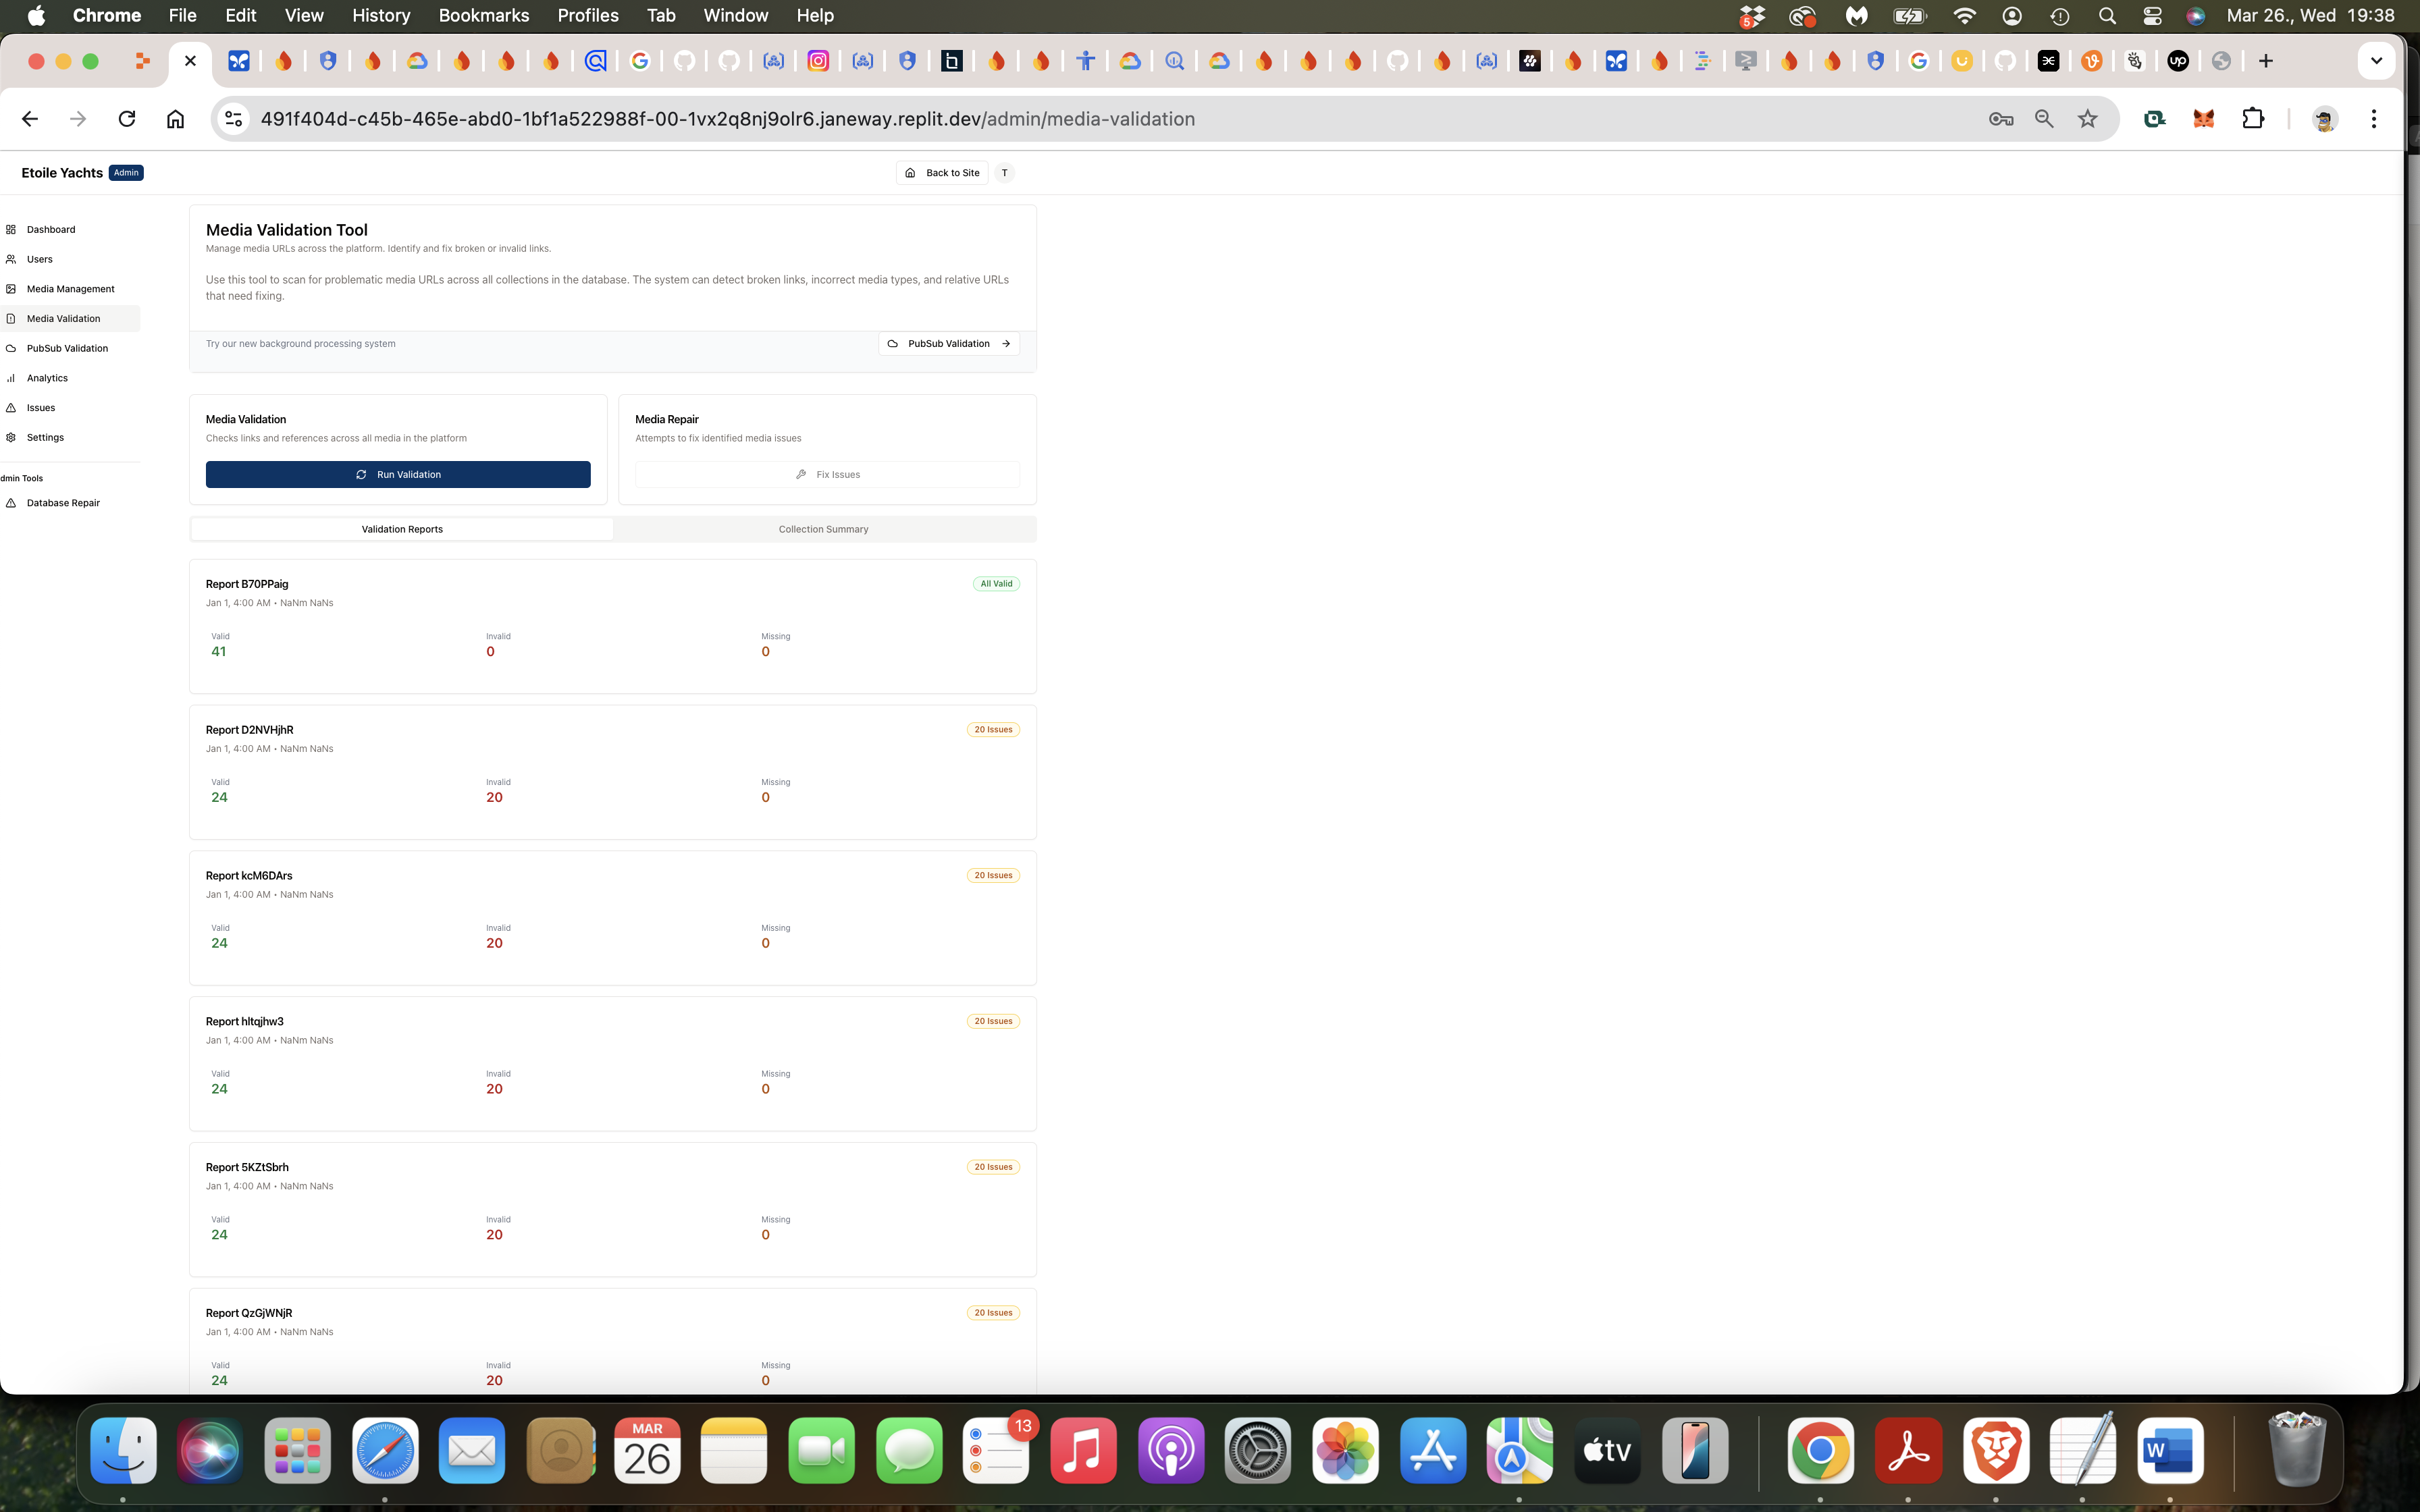 Chrome File Edit View History Bookmarks Profiles Tab Window Help
5
Mar 26., Wed 19:38
491f404d-c45b-465e-abd0-1bf1a522988f-00-1vx2q8nj9olr6.janeway.replit.dev/admin/media-validation
Etoile Yachts Admin
Back to Site T
Dashboard
Users
Media Management
Media Validation
PubSub Validation
Analytics
Issues
Settings
dmin Tools
Database Repair
Media Validation Tool
Manage media URLs across the platform. Identify and fix broken or invalid links.
Use this tool to scan for problematic media URLs across all collections in the database. The system can detect broken links, incorrect media types, and relative URLs
that need fixing.
Try our new background processing system
PubSub Validation
Media Validation
Checks links and references across all media in the platform
Run Validation
Media Repair
Attempts to fix identified media issues
Fix Issues
Validation Reports
Collection Summary
Report B70PPaig All Valid
Jan 1, 4:00 AM • NaNm NaNs
Valid Invalid Missing
41 0 0
Report D2NVHjhR 20 Issues
Jan 1, 4:00 AM • NaNm NaNs
Valid Invalid Missing
24 20 0
Report kcM6DArs 20 Issues
Jan 1, 4:00 AM • NaNm NaNs
Valid Invalid Missing
24 20 0
Report hltqjhw3 20 Issues
Jan 1, 4:00 AM • NaNm NaNs
Valid Invalid Missing
24 20 0
Report 5KZtSbrh 20 Issues
Jan 1, 4:00 AM • NaNm NaNs
Valid Invalid Missing
24 20 0
Report QzGjWNjR 20 Issues
Jan 1, 4:00 AM • NaNm NaNs
Valid Invalid Missing
24 20 0
MAR
26
13
tv
W